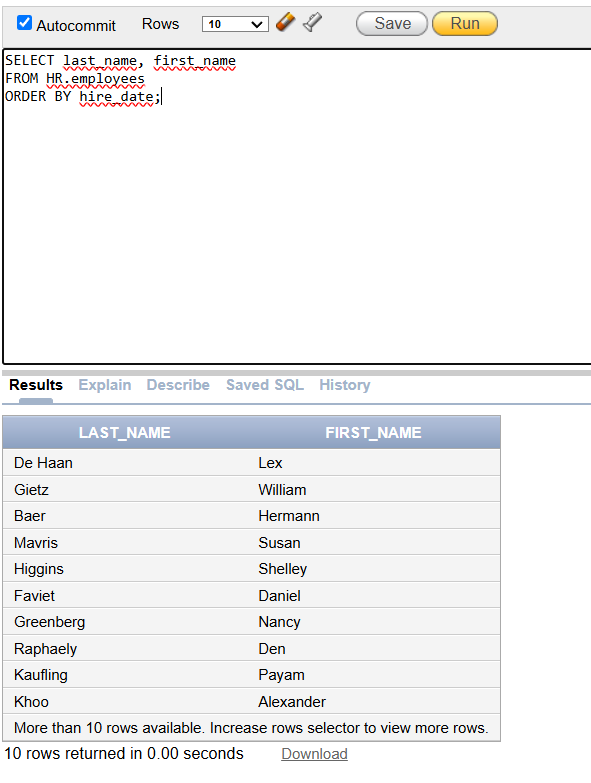 Autocommit Rows 10 Save Run
SELECT last_name, first_name
FROM HR.employees
ORDER BY hire_date;
Results Explain Describe Saved SQL History
LAST_NAME FIRST_NAME
De Haan Lex
Gietz William
Baer Hermann
Mavris Susan
Higgins Shelley
Faviet Daniel
Greenberg Nancy
Raphaely Den
Kaufling Payam
Khoo Alexander
More than 10 rows available. Increase rows selector to view more rows.
10 rows returned in 0.00 seconds Download